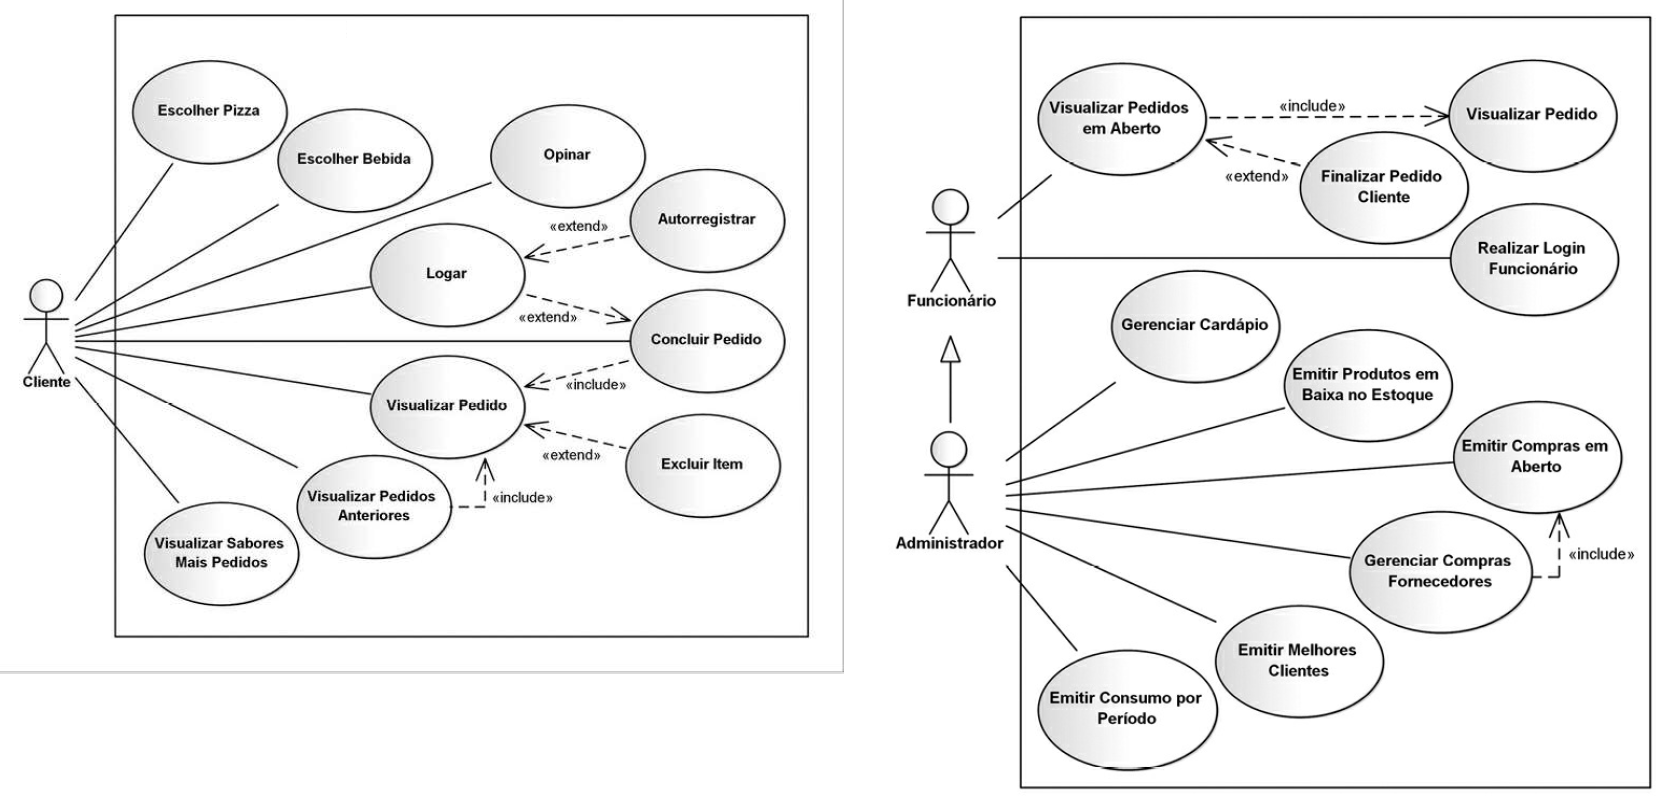 Escolher Pizza
Escolher Bebida
Opinar
Autorregistrar
«extend»
Logar
«extend»
Concluir Pedido
Cliente
«include»
Visualizar Pedido
«extend»
Excluir Item
Visualizar Pedidos
Anteriores
«include»
Visualizar Sabores
Mais Pedidos
Visualizar Pedidos
em Aberto
«include»
Visualizar Pedido
«extend»
Finalizar Pedido
Cliente
Realizar Login
Funcionário
Funcionário
Gerenciar Cardápio
Emitir Produtos em
Baixa no Estoque
Emitir Compras em
Aberto
Administrador
Gerenciar Compras
Fornecedores
«include»
Emitir Melhores
Clientes
Emitir Consumo por
Período